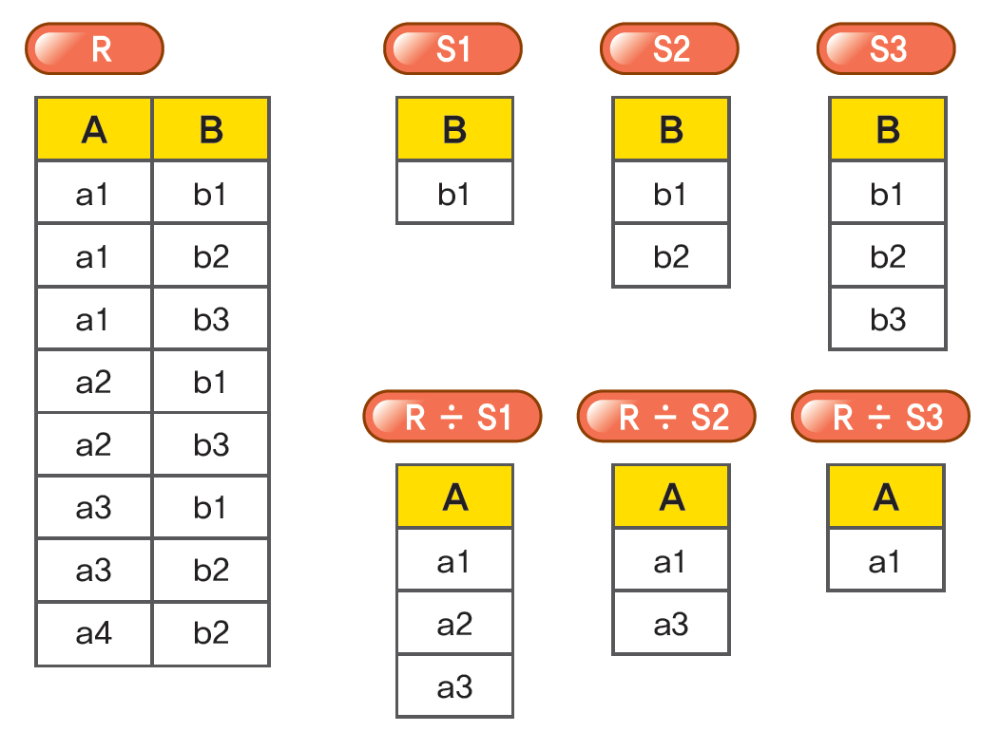 R
A B
a1 b1
a1 b2
a1 b3
a2 b1
a2 b3
a3 b1
a3 b2
a4 b2
S1
B
b1
S2
B
b1
b2
S3
B
b1
b2
b3
R ÷ S1
A
a1
a2
a3
R ÷ S2
A
a1
a3
R ÷ S3
A
a1